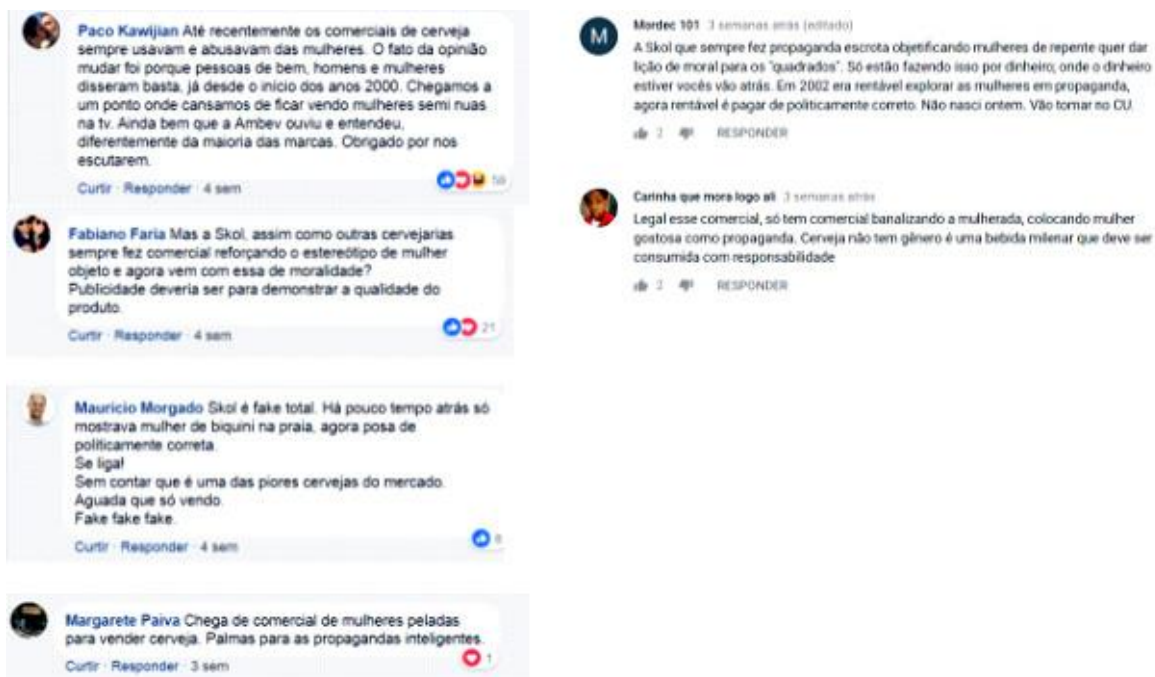 Paco Kawijian Até recentemente os comerciais de cerveja
sempre usavam e abusavam das mulheres. O fato da opinião
mudar foi porque pessoas de bem, homens e mulheres
disseram basta, já desde o início dos anos 2000. Chegamos a
um ponto onde cansamos de ficar vendo mulheres semi nuas
na tv. Ainda bem que a Ambev ouviu e entendeu,
diferentemente da maioria das marcas. Obrigado por nos
escutarem.
Curtir · Responder · 4 sem
Fabiano Faria Mas a Skol, assim como outras cervejarias
sempre fez comercial reforçando o estereótipo de mulher
objeto e agora vem com essa de moralidade?
Publicidade deveria ser para demonstrar a qualidade do
produto.
Curtir · Responder · 4 sem
21
Mauricio Morgado Skol é fake total. Há pouco tempo atrás só
mostrava mulher de biquini na praia, agora posa de
politicamente correta.
Se liga!
Sem contar que é uma das piores cervejas do mercado.
Aguada que só vendo.
Fake fake fake.
Curtir · Responder · 4 sem
Margarete Paiva Chega de comercial de mulheres peladas
para vender cerveja. Palmas para as propagandas inteligentes.
1
Curtir · Responder · 3 sem
M
Mordec 101 3 semanas atrás (editado)
A Skol que sempre fez propaganda escrota objetificando mulheres de repente quer dar
lição de moral para os "quadrados". Só estão fazendo isso por dinheiro, onde o dinheiro
estiver vocês vão atrás. Em 2002 era rentável explorar as mulheres em propaganda,
agora rentável é pagar de politicamente correto. Não nasci ontem. Vão tomar no CU.
2 RESPONDER
Carinha que mora logo ali 3 semanas atrás
Legal esse comercial, só tem comercial banalizando a mulherada, colocando mulher
gostosa como propaganda. Cerveja não tem gênero é uma bebida milenar que deve ser
consumida com responsabilidade
2 RESPONDER